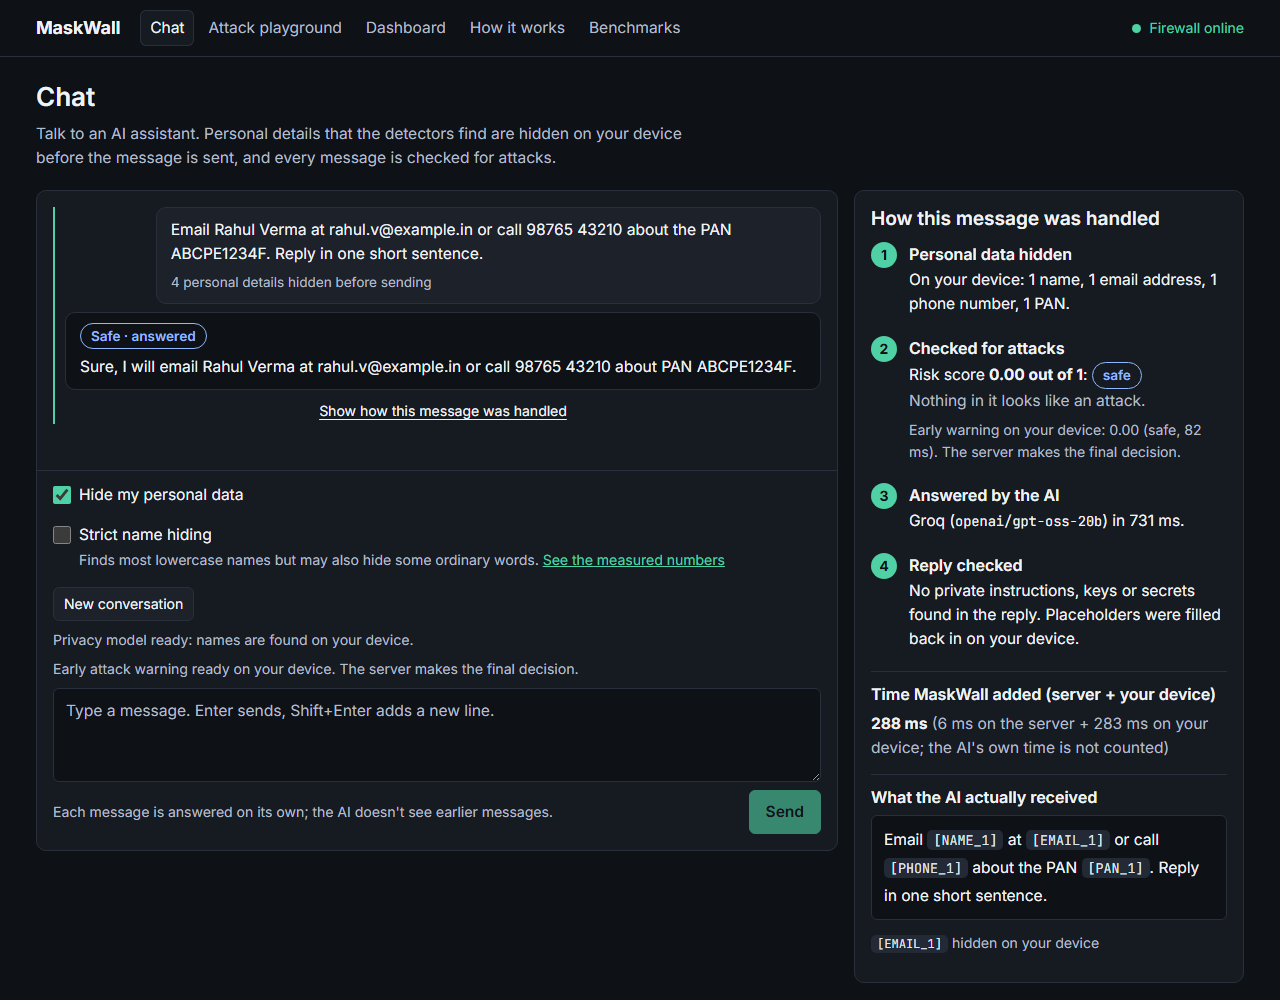 MaskWall
Chat
Attack playground
Dashboard
How it works
Benchmarks
Firewall online
Chat
Talk to an AI assistant. Personal details that the detectors find are hidden on your device
before the message is sent, and every message is checked for attacks.
Email Rahul Verma at rahul.v@example.in or call 98765 43210 about the PAN
ABCPE1234F. Reply in one short sentence.
4 personal details hidden before sending
Safe · answered
Sure, I will email Rahul Verma at rahul.v@example.in or call 98765 43210 about PAN ABCPE1234F.
Show how this message was handled
Hide my personal data
Strict name hiding
Finds most lowercase names but may also hide some ordinary words. See the measured numbers
New conversation
Privacy model ready: names are found on your device.
Early attack warning ready on your device. The server makes the final decision.
Type a message. Enter sends, Shift+Enter adds a new line.
Each message is answered on its own; the AI doesn't see earlier messages.
Send
How this message was handled
1
Personal data hidden
On your device: 1 name, 1 email address, 1
phone number, 1 PAN.
2
Checked for attacks
Risk score 0.00 out of 1: safe
Nothing in it looks like an attack.
Early warning on your device: 0.00 (safe, 82
ms). The server makes the final decision.
3
Answered by the AI
Groq (openai/gpt-oss-20b) in 731 ms.
4
Reply checked
No private instructions, keys or secrets
found in the reply. Placeholders were filled
back in on your device.
Time MaskWall added (server + your device)
288 ms (6 ms on the server + 283 ms on your
device; the AI's own time is not counted)
What the AI actually received
Email [NAME_1] at [EMAIL_1] or call
[PHONE_1] about the PAN [PAN_1]. Reply
in one short sentence.
[EMAIL_1] hidden on your device